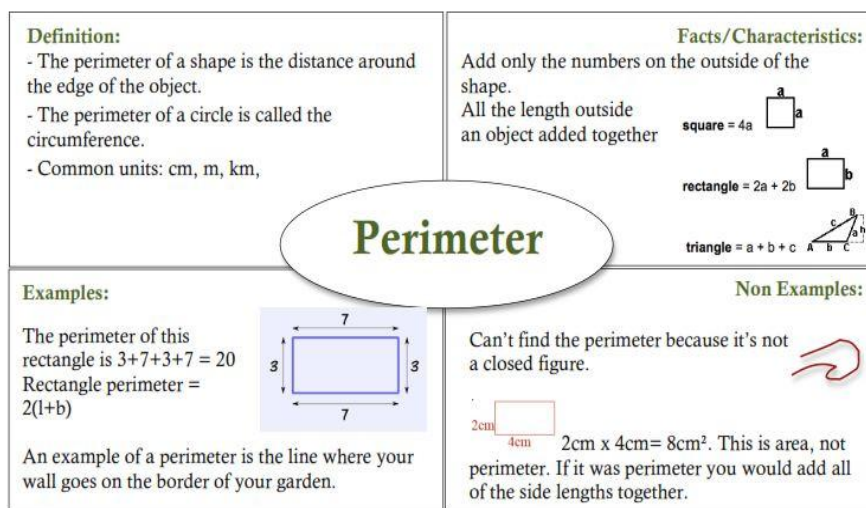 Definition:
- The perimeter of a shape is the distance around
the edge of the object.
- The perimeter of a circle is called the
circumference.
- Common units: cm, m, km,
Facts/Characteristics:
Add only the numbers on the outside of the
shape.
All the length outside
an object added together
a
a
square = 4a
a
b
rectangle = 2a + 2b
B
c
a
h
triangle = a + b + c
A b C
Perimeter
Examples:
The perimeter of this
rectangle is 3+7+3+7 = 20
Rectangle perimeter =
2(l+b)
7
3
3
7
An example of a perimeter is the line where your
wall goes on the border of your garden.
Non Examples:
Can't find the perimeter because it's not
a closed figure.
2cm
4cm
2cm x 4cm= 8cm². This is area, not
perimeter. If it was perimeter you would add all
of the side lengths together.